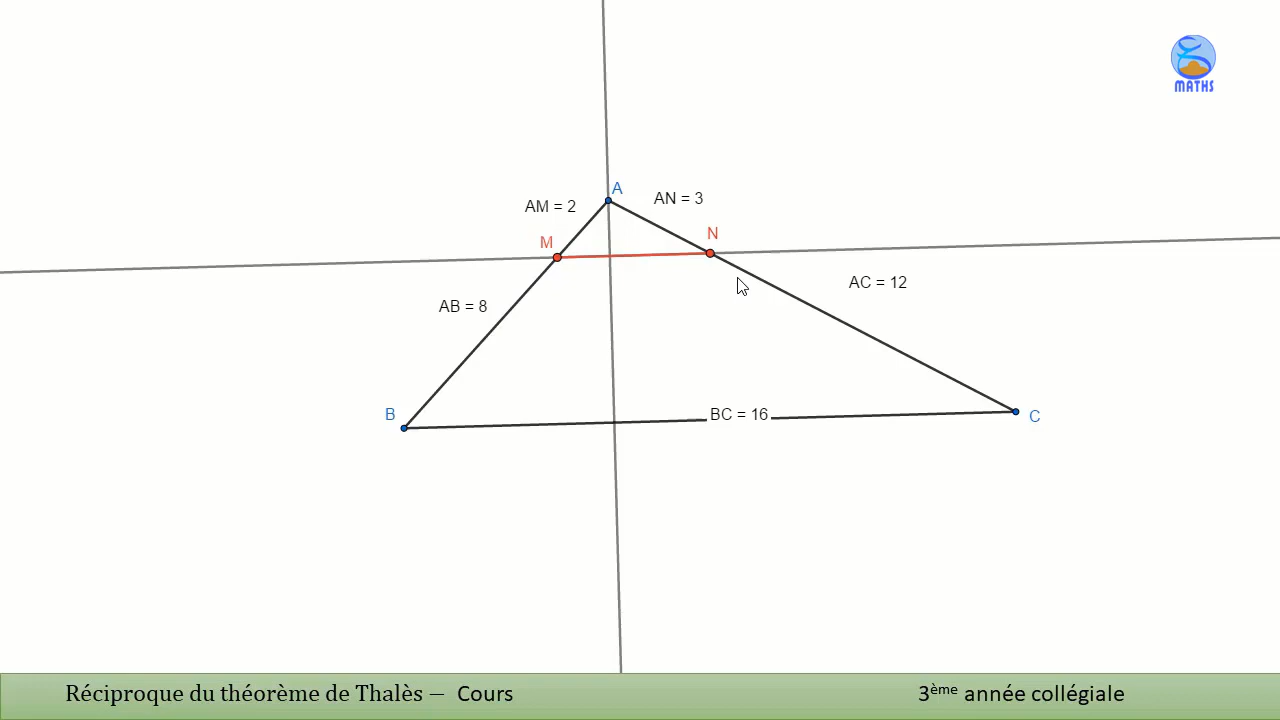 MATHS
A
AM = 2
AN = 3
M
N
AC = 12
AB = 8
B
BC = 16
C
Réciproque du théorème de Thalès – Cours
3ème année collégiale